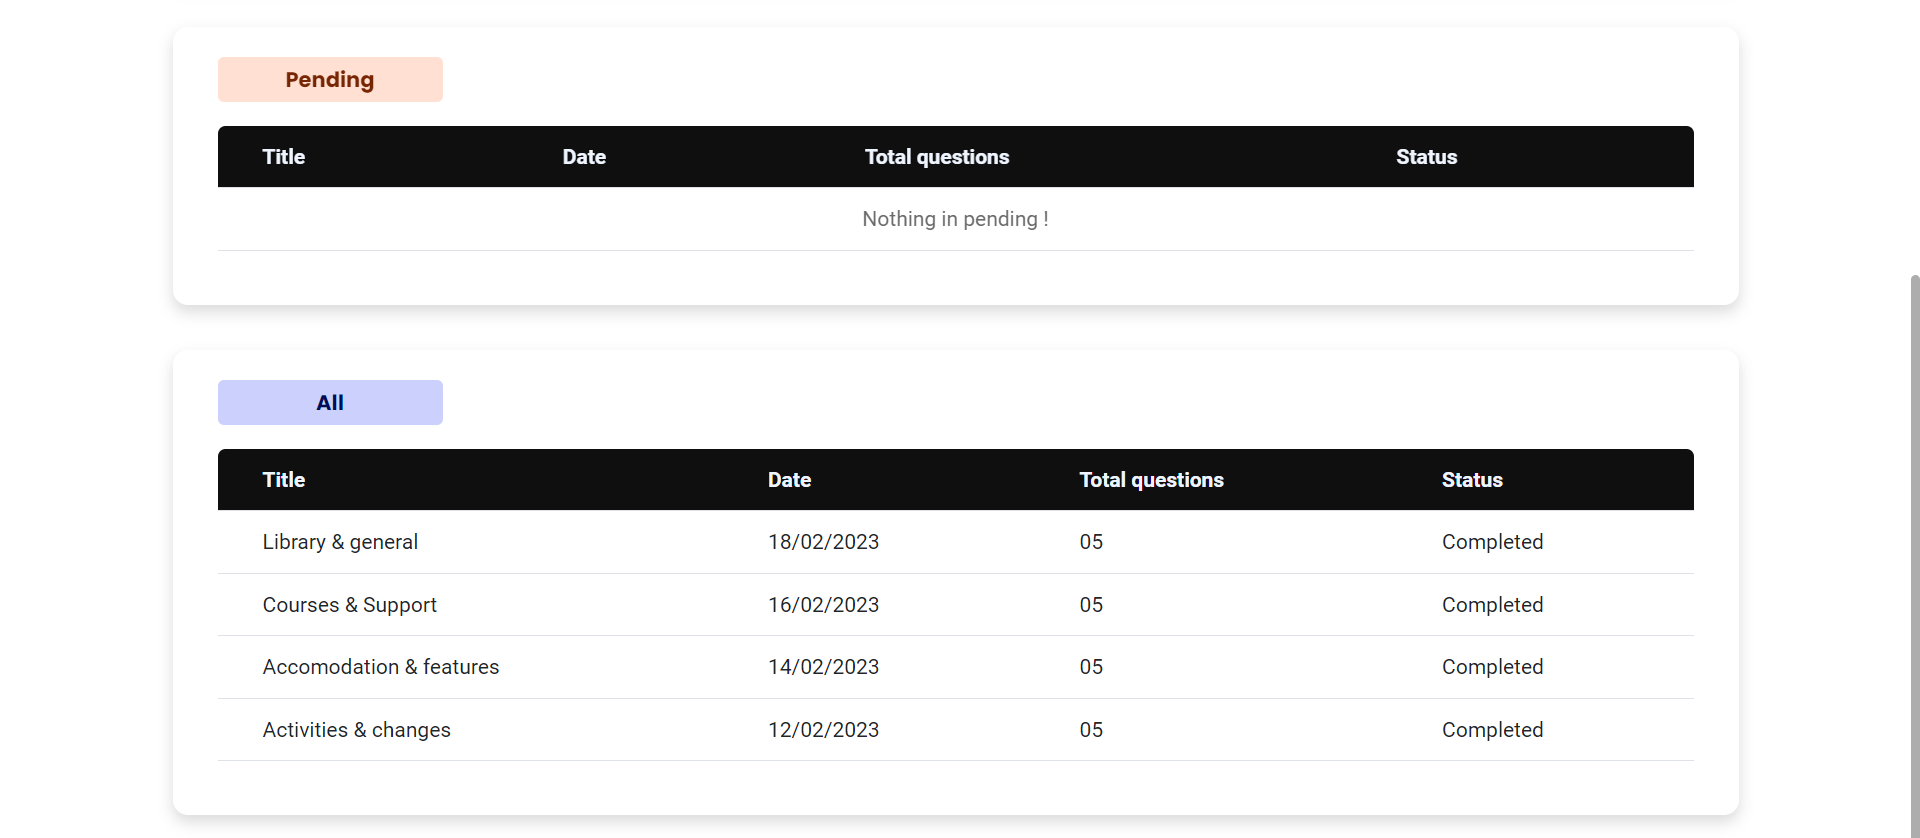 Pending
Title Date Total questions Status
Nothing in pending !
All
Title Date Total questions Status
Library & general 18/02/2023 05 Completed
Courses & Support 16/02/2023 05 Completed
Accomodation & features 14/02/2023 05 Completed
Activities & changes 12/02/2023 05 Completed